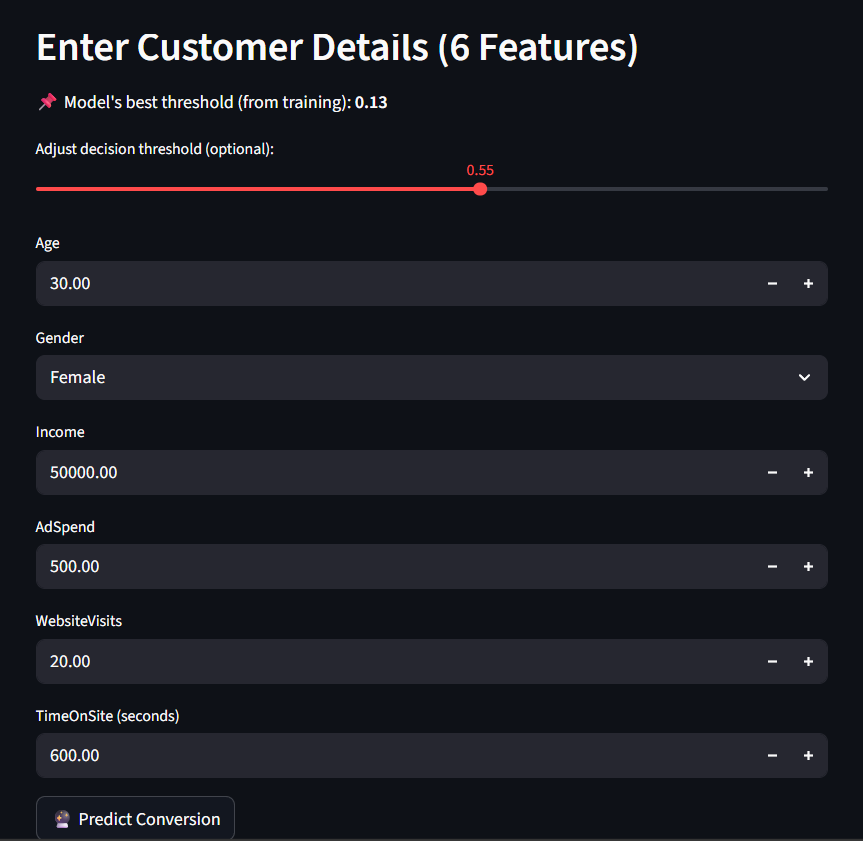 Enter Customer Details (6 Features)
📌 Model's best threshold (from training): 0.13
Adjust decision threshold (optional):
0.55
Age
30.00
Gender
Female
Income
50000.00
AdSpend
500.00
WebsiteVisits
20.00
TimeOnSite (seconds)
600.00
🔮 Predict Conversion